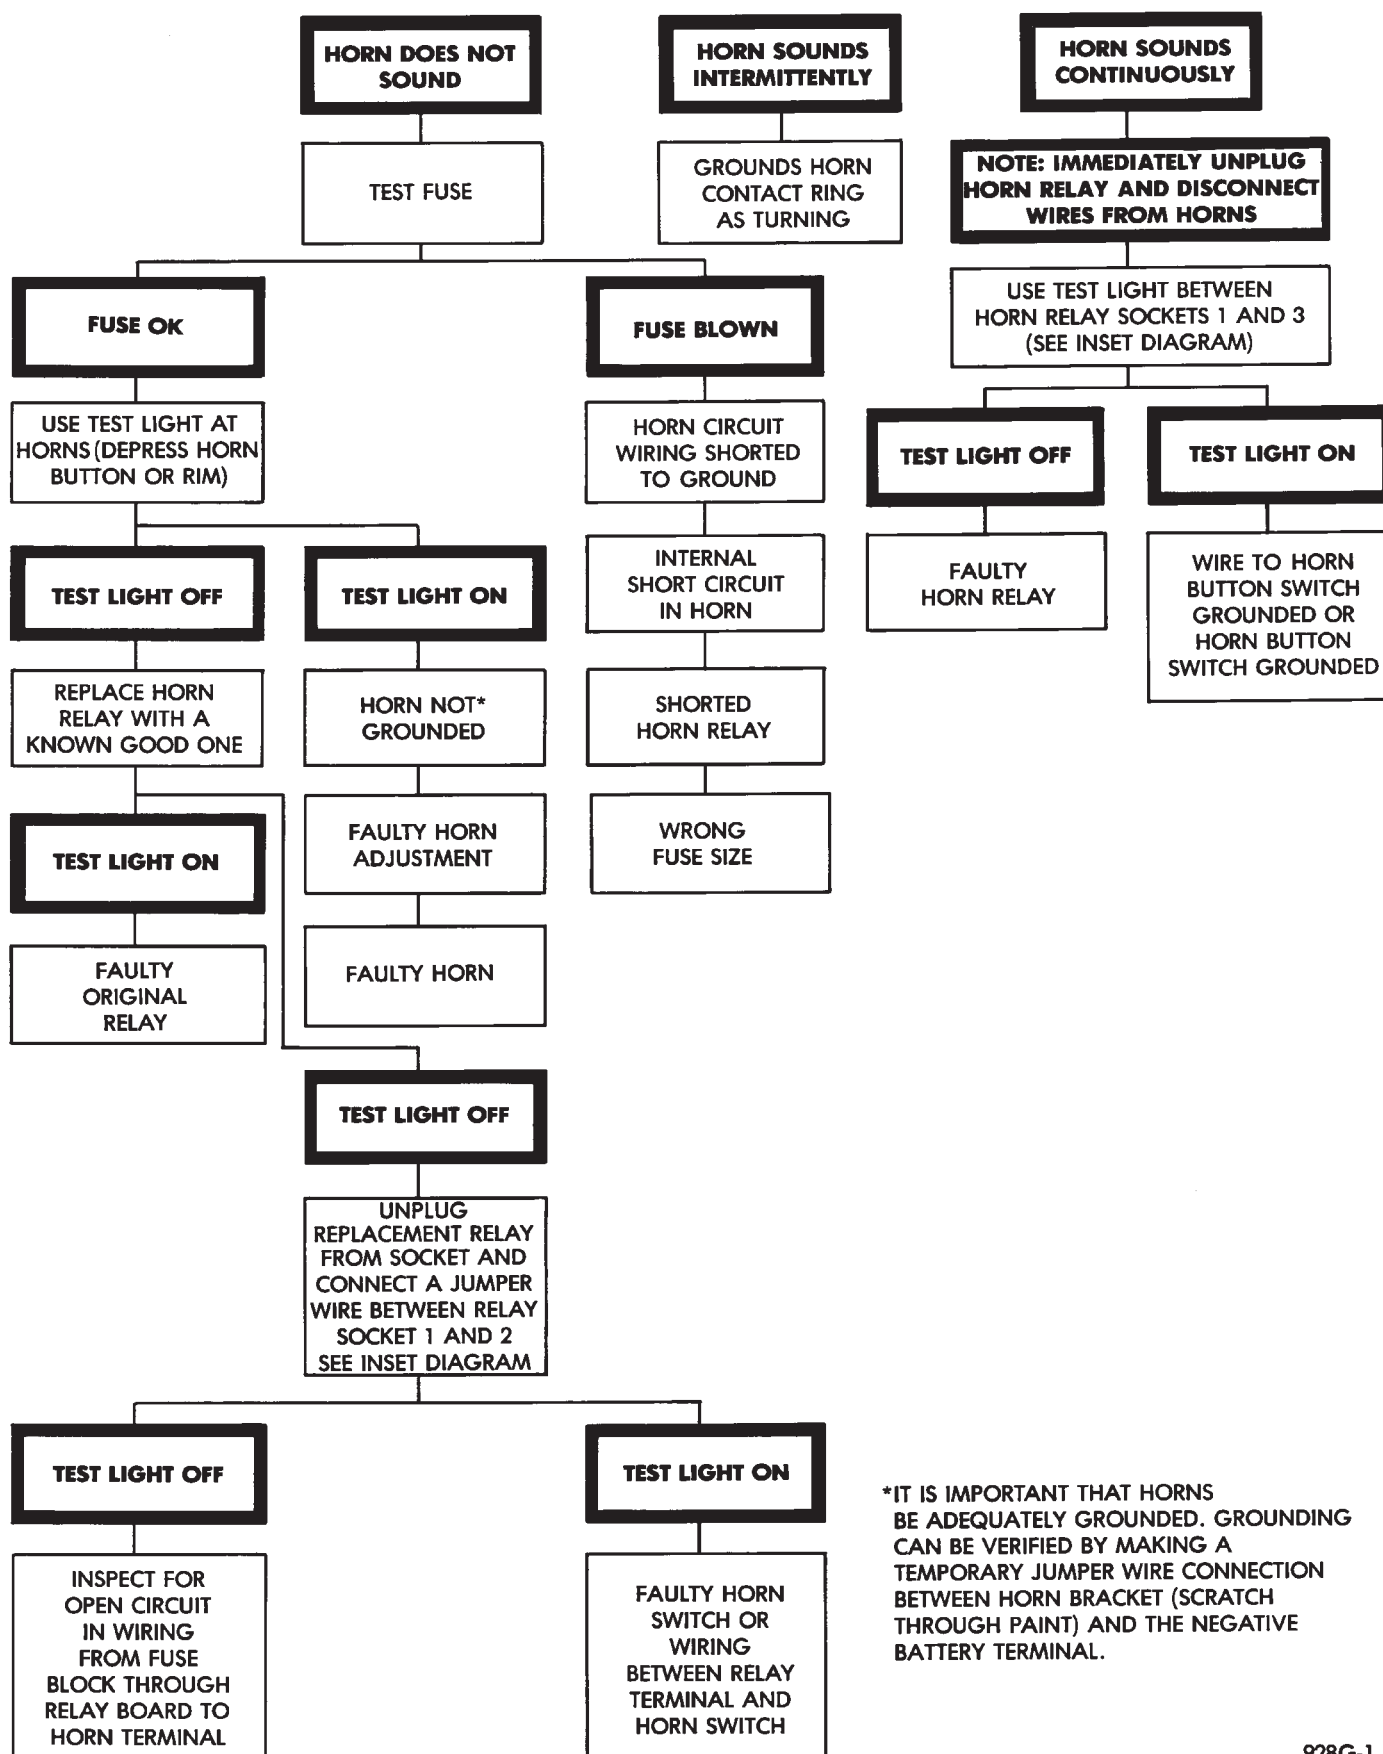 HORN DOES NOT
SOUND
HORN SOUNDS
INTERMITTENTLY
HORN SOUNDS
CONTINUOUSLY
TEST FUSE
GROUNDS HORN
CONTACT RING
AS TURNING
NOTE: IMMEDIATELY UNPLUG
HORN RELAY AND DISCONNECT
WIRES FROM HORNS
FUSE OK
FUSE BLOWN
USE TEST LIGHT BETWEEN
HORN RELAY SOCKETS 1 AND 3
(SEE INSET DIAGRAM)
USE TEST LIGHT AT
HORNS (DEPRESS HORN
BUTTON OR RIM)
HORN CIRCUIT
WIRING SHORTED
TO GROUND
TEST LIGHT OFF
TEST LIGHT ON
TEST LIGHT OFF
TEST LIGHT ON
INTERNAL
SHORT CIRCUIT
IN HORN
FAULTY
HORN RELAY
WIRE TO HORN
BUTTON SWITCH
GROUNDED OR
HORN BUTTON
SWITCH GROUNDED
REPLACE HORN
RELAY WITH A
KNOWN GOOD ONE
HORN NOT*
GROUNDED
SHORTED
HORN RELAY
TEST LIGHT ON
FAULTY HORN
ADJUSTMENT
WRONG
FUSE SIZE
FAULTY
ORIGINAL
RELAY
FAULTY HORN
TEST LIGHT OFF
UNPLUG
REPLACEMENT RELAY
FROM SOCKET AND
CONNECT A JUMPER
WIRE BETWEEN RELAY
SOCKET 1 AND 2
SEE INSET DIAGRAM
TEST LIGHT OFF
TEST LIGHT ON
INSPECT FOR
OPEN CIRCUIT
IN WIRING
FROM FUSE
BLOCK THROUGH
RELAY BOARD TO
HORN TERMINAL
FAULTY HORN
SWITCH OR
WIRING
BETWEEN RELAY
TERMINAL AND
HORN SWITCH
*IT IS IMPORTANT THAT HORNS
BE ADEQUATELY GROUNDED. GROUNDING
CAN BE VERIFIED BY MAKING A
TEMPORARY JUMPER WIRE CONNECTION
BETWEEN HORN BRACKET (SCRATCH
THROUGH PAINT) AND THE NEGATIVE
BATTERY TERMINAL.